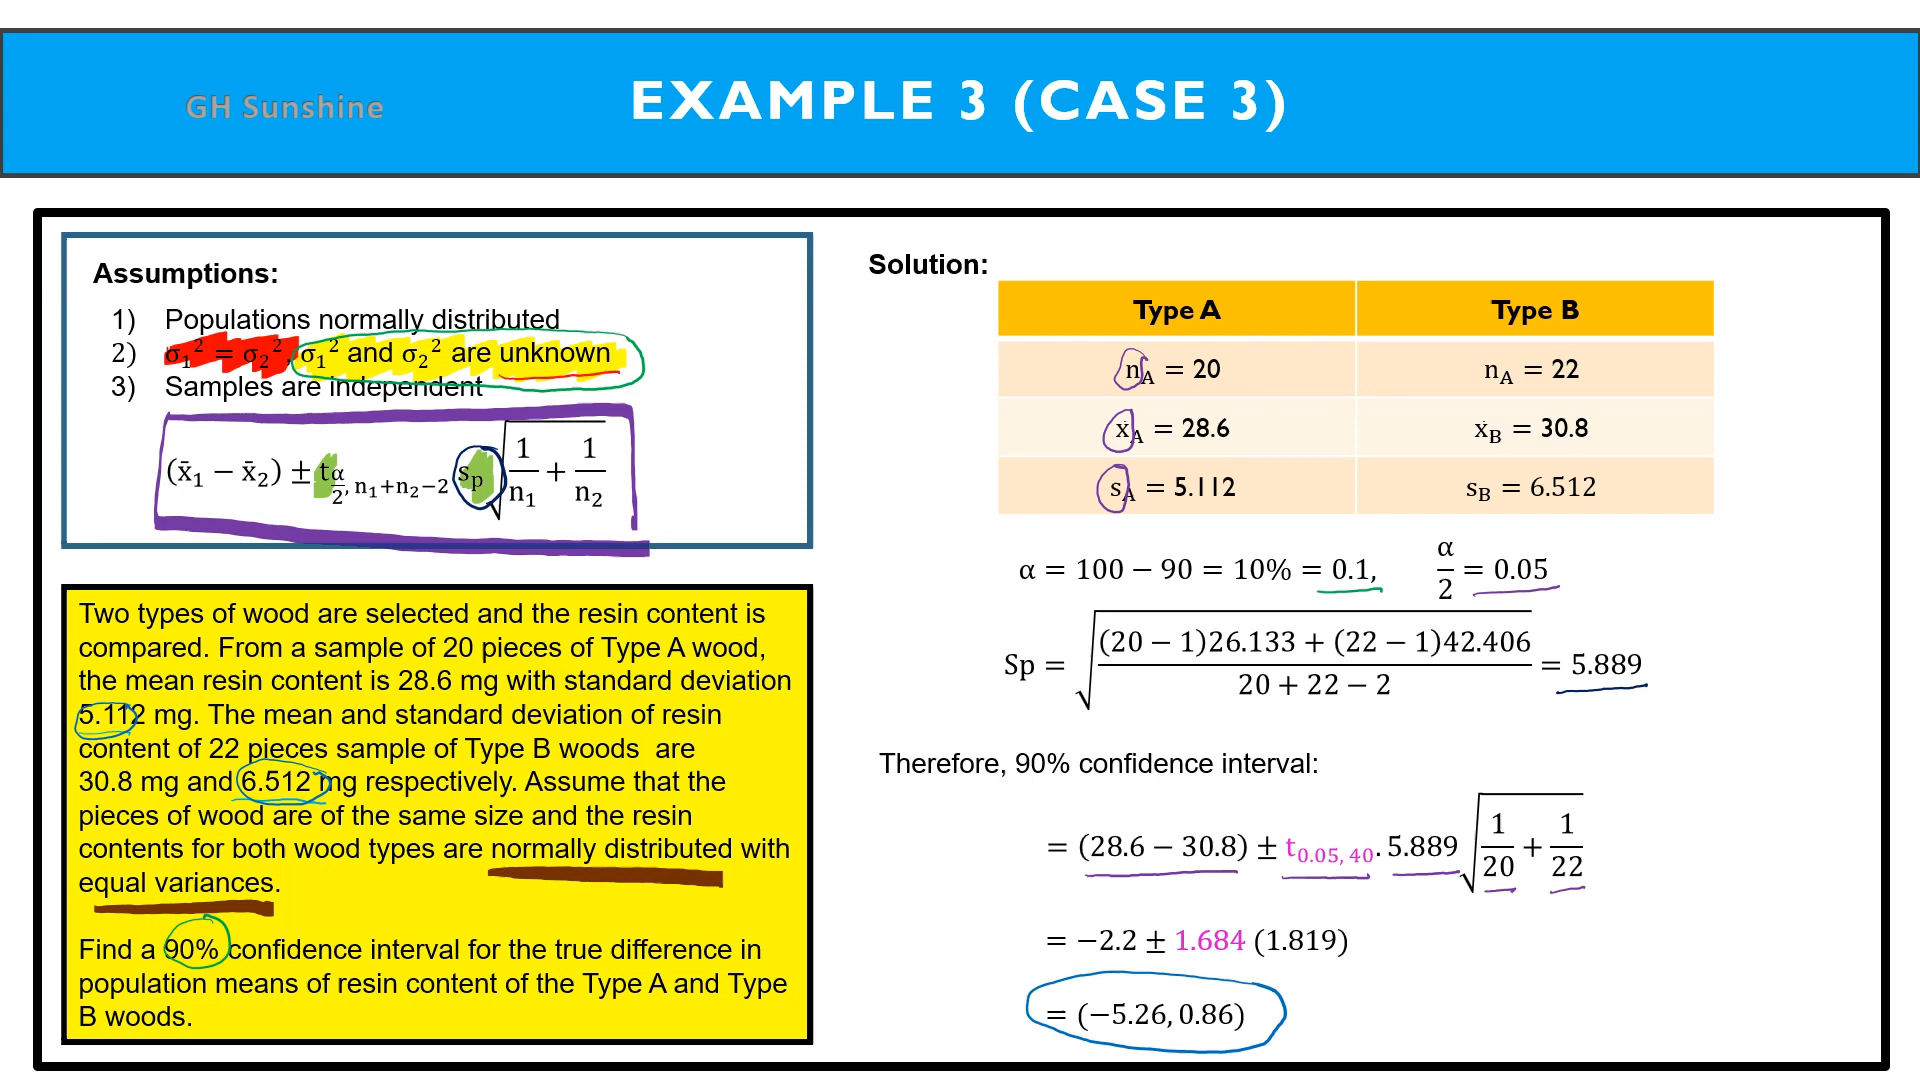 GH Sunshine
EXAMPLE 3 (CASE 3)
Assumptions:
1) Populations normally distributed
2) σ₁² = σ₂², σ₁² and σ₂² are unknown
3) Samples are independent
(x̄₁ − x̄₂) ± t α/2, n₁+n₂−2 sₚ √(1/n₁ + 1/n₂)
Two types of wood are selected and the resin content is
compared. From a sample of 20 pieces of Type A wood,
the mean resin content is 28.6 mg with standard deviation
5.112 mg. The mean and standard deviation of resin
content of 22 pieces sample of Type B woods are
30.8 mg and 6.512 mg respectively. Assume that the
pieces of wood are of the same size and the resin
contents for both wood types are normally distributed with
equal variances.
Find a 90% confidence interval for the true difference in
population means of resin content of the Type A and Type
B woods.
Solution:
Type A Type B
n_A = 20 n_A = 22
x_A = 28.6 x_B = 30.8
s_A = 5.112 s_B = 6.512
α = 100 − 90 = 10% = 0.1, α/2 = 0.05
Sp = √((20 − 1)26.133 + (22 − 1)42.406 / 20 + 22 − 2) = 5.889
Therefore, 90% confidence interval:
= (28.6 − 30.8) ± t₀.₀₅, ₄₀. 5.889 √(1/20 + 1/22)
= −2.2 ± 1.684 (1.819)
= (−5.26, 0.86)